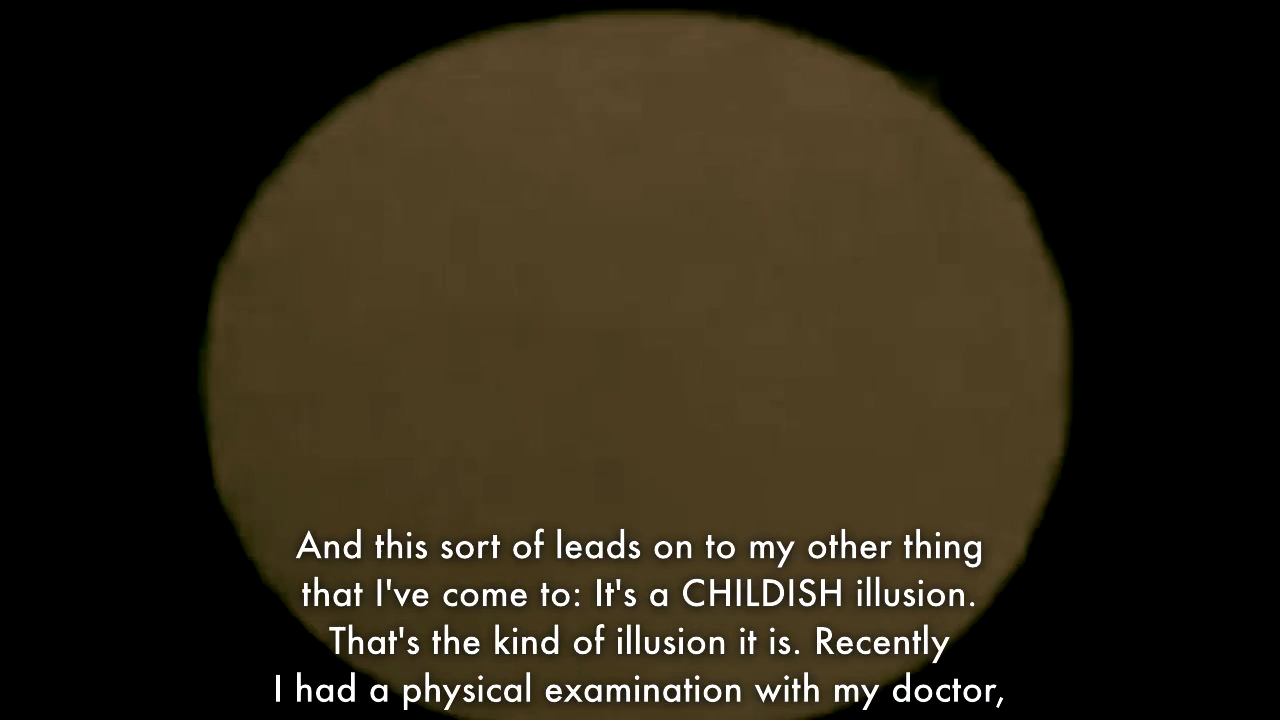 And this sort of leads on to my other thing
that I've come to: It's a CHILDISH illusion.
That's the kind of illusion it is. Recently
I had a physical examination with my doctor,